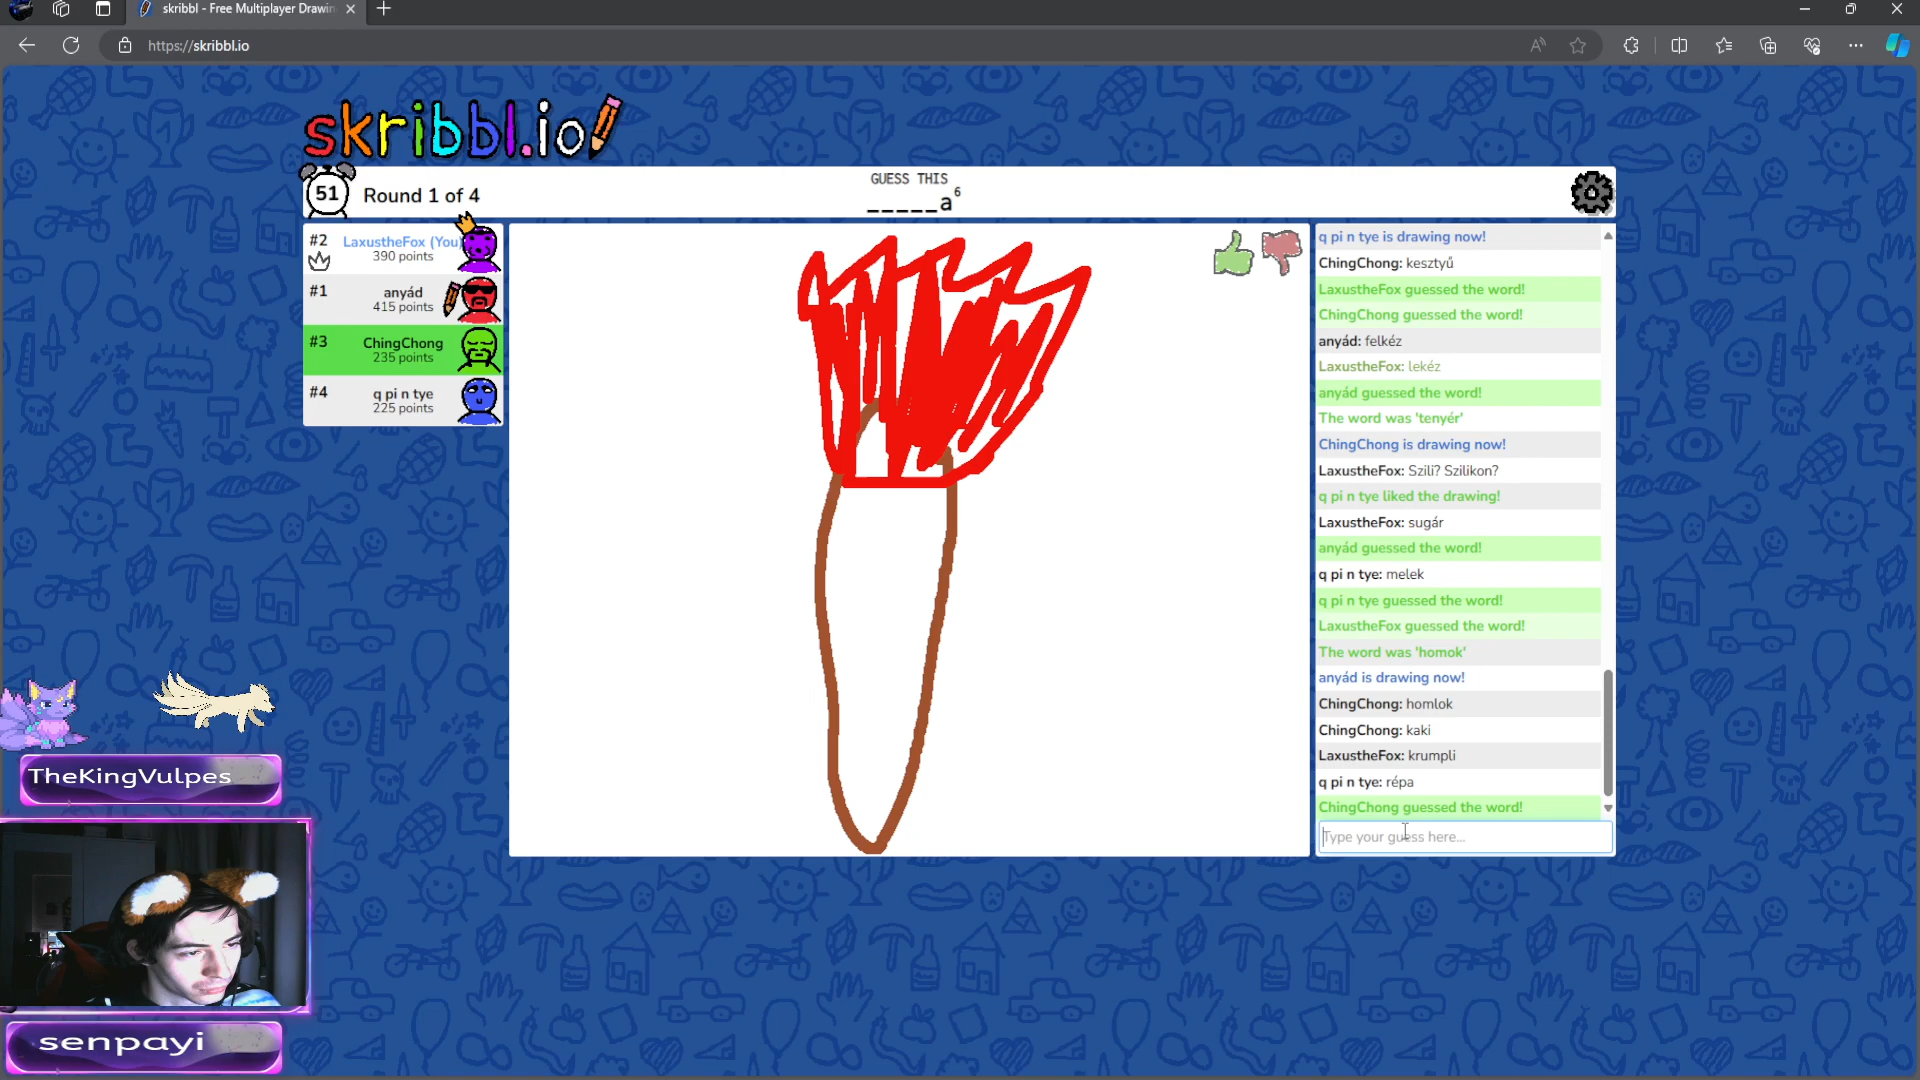 skribbl - Free Multiplayer Drawin
https://skribbl.io
skribbl.io
51
Round 1 of 4
GUESS THIS
_____a 6
#2
LaxustheFox (You)
390 points
#1
anyád
415 points
#3
ChingChong
235 points
#4
q pi n tye
225 points
q pi n tye is drawing now!
ChingChong: kesztyű
LaxustheFox guessed the word!
ChingChong guessed the word!
anyád: felkéz
LaxustheFox: lekéz
anyád guessed the word!
The word was 'tenyér'
ChingChong is drawing now!
LaxustheFox: Szili? Szilikon?
q pi n tye liked the drawing!
LaxustheFox: sugár
anyád guessed the word!
q pi n tye: melek
q pi n tye guessed the word!
LaxustheFox guessed the word!
The word was 'homok'
anyád is drawing now!
ChingChong: homlok
ChingChong: kaki
LaxustheFox: krumpli
q pi n tye: répa
ChingChong guessed the word!
Type your guess here...
TheKingVulpes
senpayi